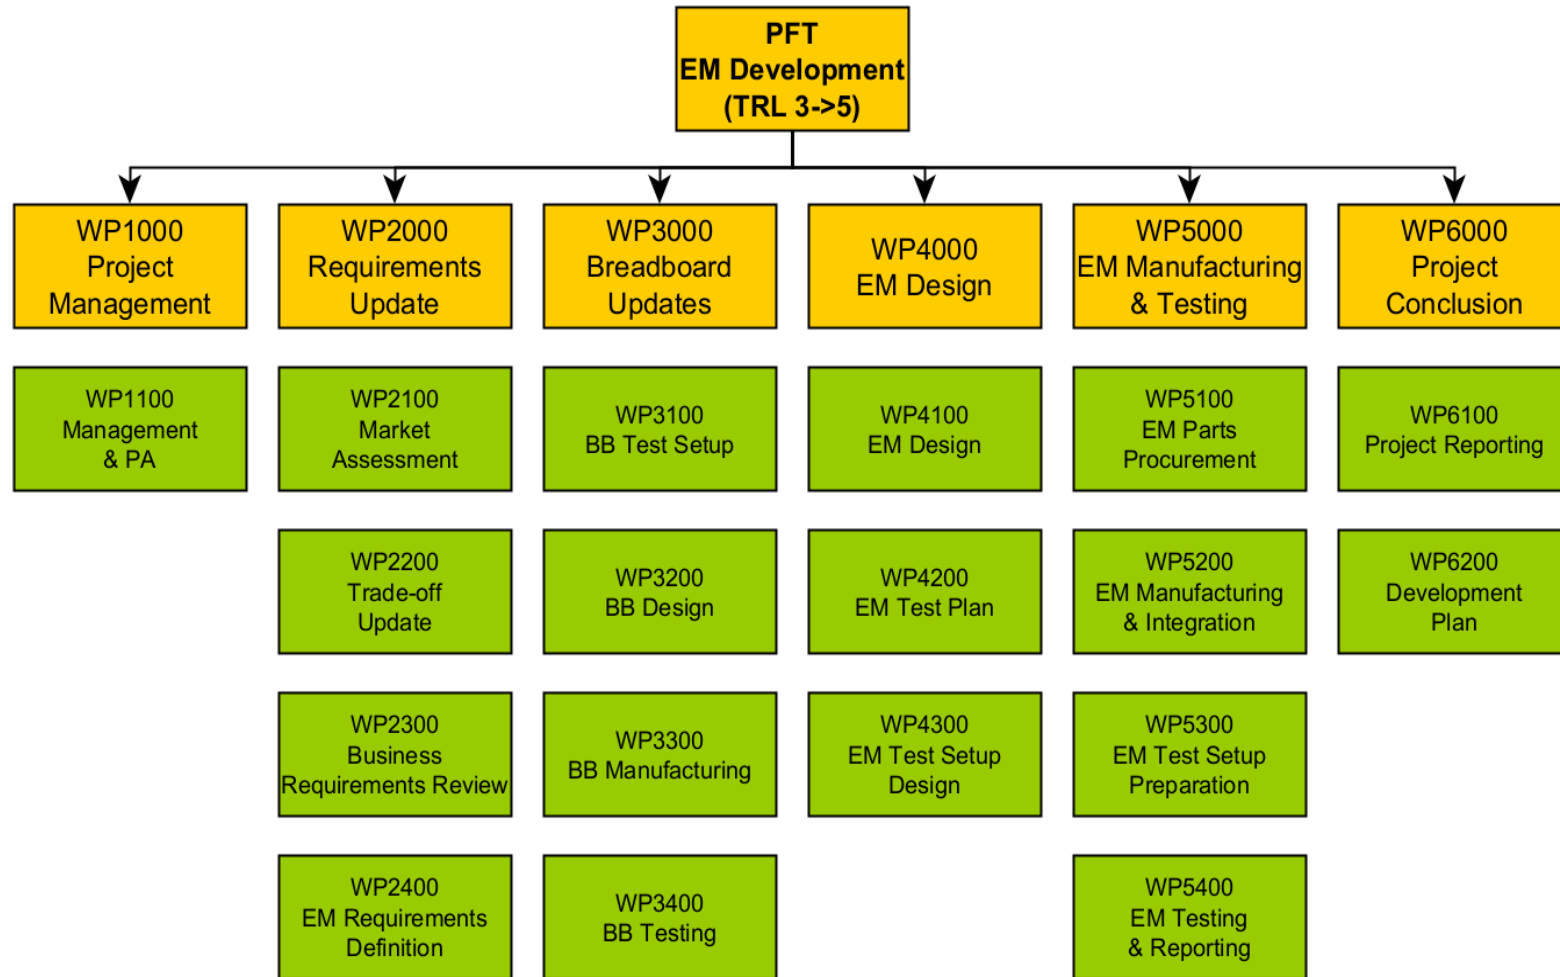 PFT
EM Development
(TRL 3->5)
WP1000
Project
Management
WP2000
Requirements
Update
WP3000
Breadboard
Updates
WP4000
EM Design
WP5000
EM Manufacturing
& Testing
WP6000
Project
Conclusion
WP1100
Management
& PA
WP2100
Market
Assessment
WP3100
BB Test Setup
WP4100
EM Design
WP5100
EM Parts
Procurement
WP6100
Project Reporting
WP2200
Trade-off
Update
WP3200
BB Design
WP4200
EM Test Plan
WP5200
EM Manufacturing
& Integration
WP6200
Development
Plan
WP2300
Business
Requirements Review
WP3300
BB Manufacturing
WP4300
EM Test Setup
Design
WP5300
EM Test Setup
Preparation
WP2400
EM Requirements
Definition
WP3400
BB Testing
WP5400
EM Testing
& Reporting